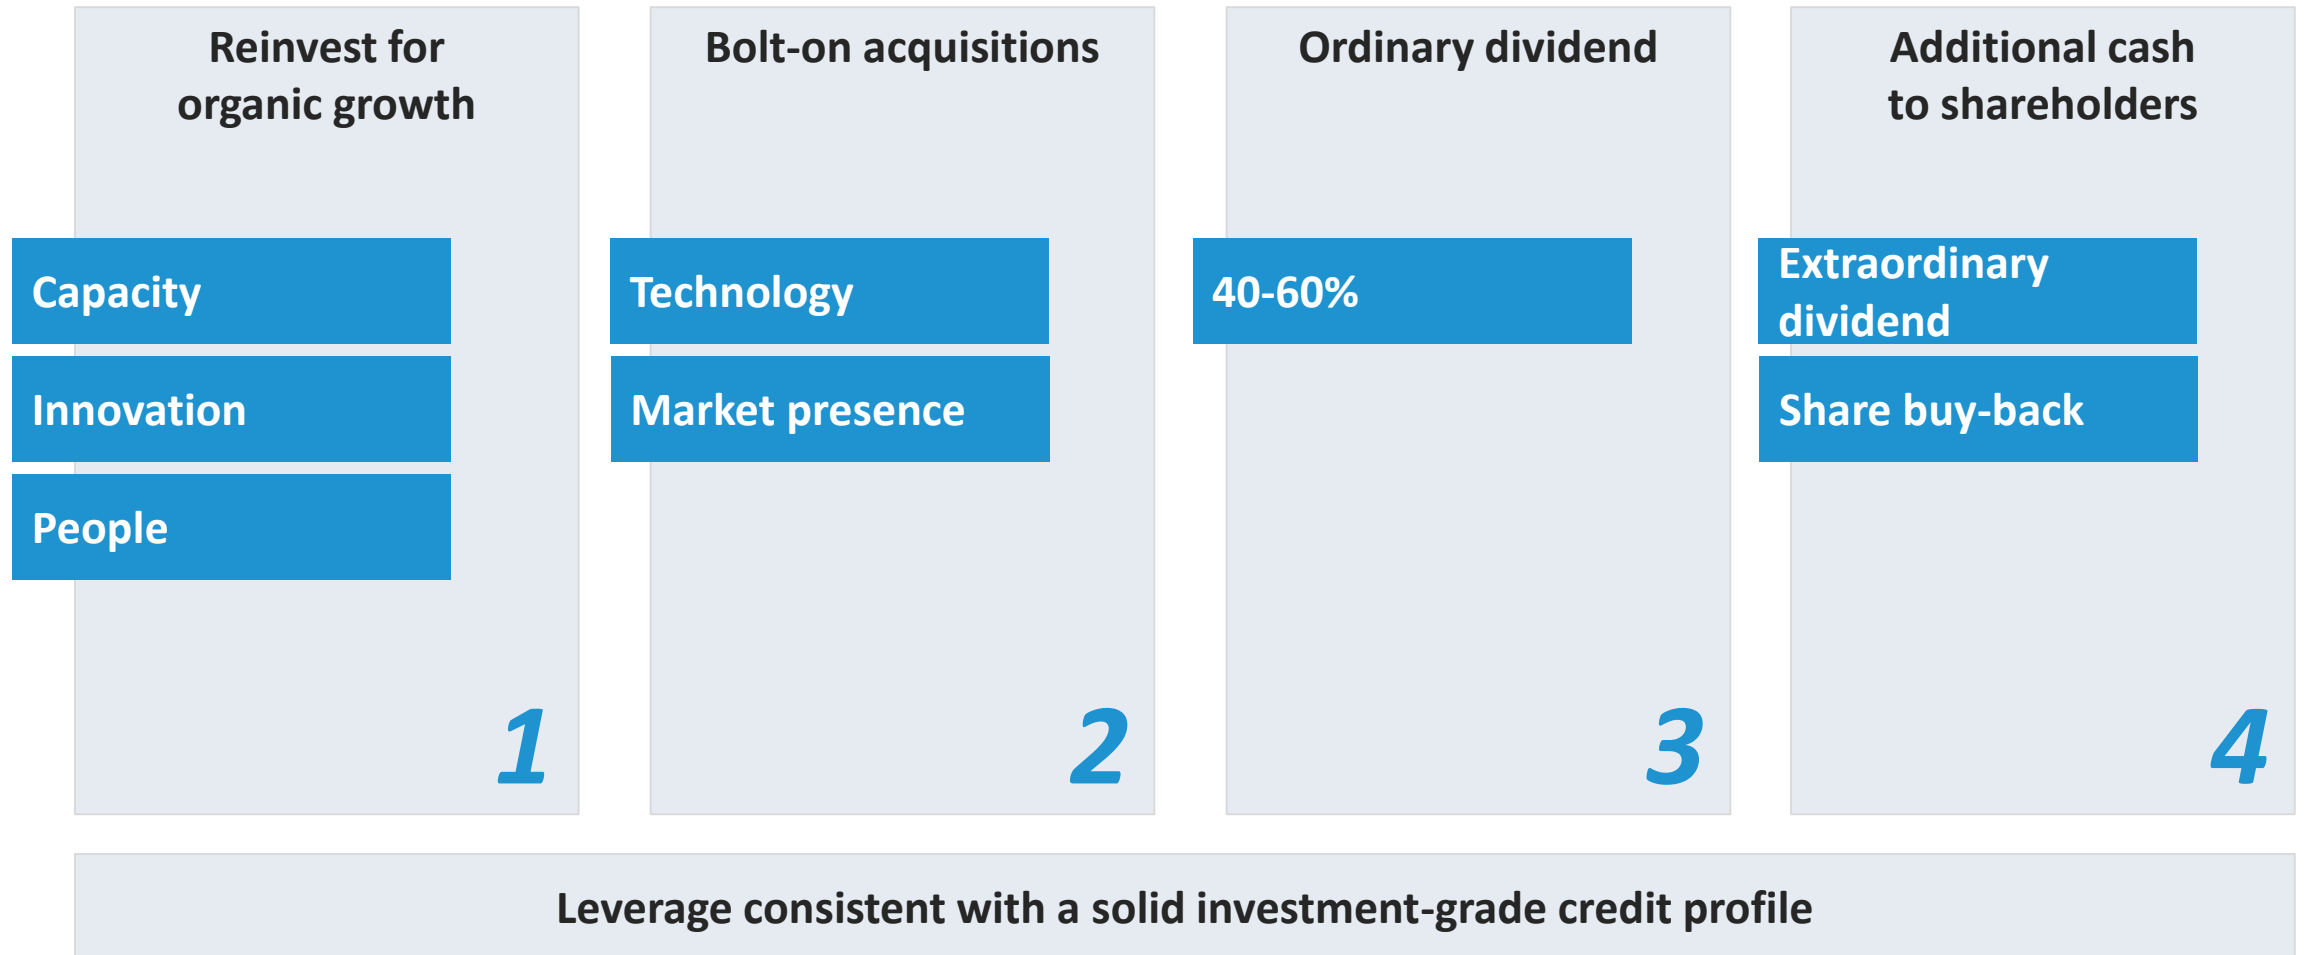 Reinvest for
organic growth
Capacity
Innovation
People
1
Bolt-on acquisitions
Technology
Market presence
2
Ordinary dividend
40-60%
3
Additional cash
to shareholders
Extraordinary
dividend
Share buy-back
4
Leverage consistent with a solid investment-grade credit profile